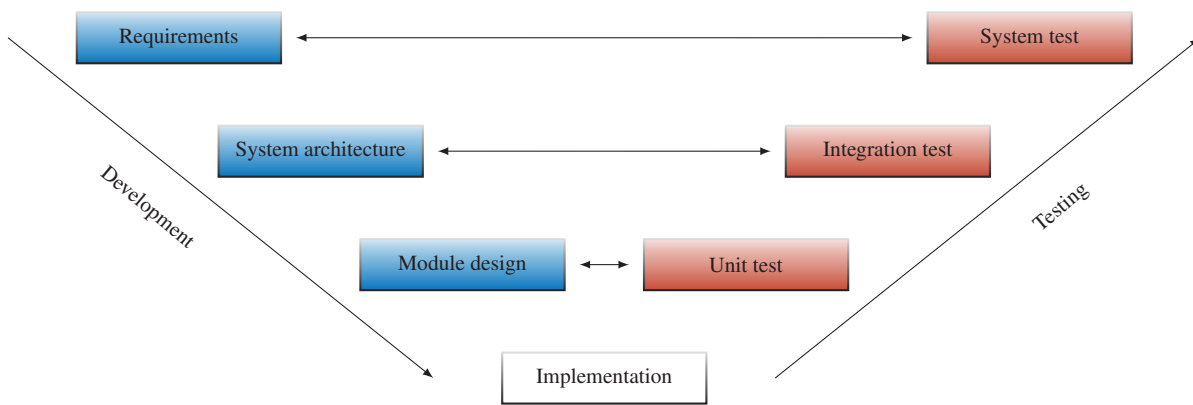 Requirements
System test
System architecture
Integration test
Development
Testing
Module design
Unit test
Implementation